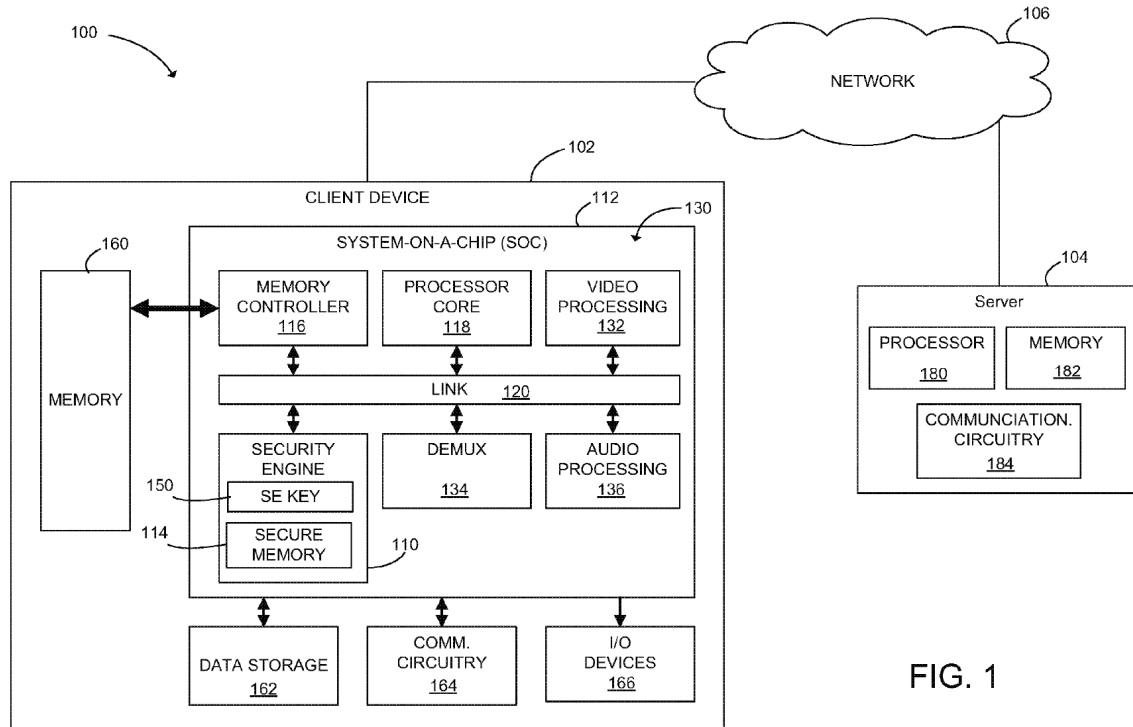 100
106
NETWORK
102
CLIENT DEVICE
112
130
SYSTEM-ON-A-CHIP (SOC)
160
MEMORY
MEMORY
CONTROLLER
116
PROCESSOR
CORE
118
VIDEO
PROCESSING
132
LINK 120
SECURITY
ENGINE
150
SE KEY
114
SECURE
MEMORY
110
DEMUX
134
AUDIO
PROCESSING
136
DATA STORAGE
162
COMM.
CIRCUITRY
164
I/O
DEVICES
166
104
Server
PROCESSOR
180
MEMORY
182
COMMUNCIATION.
CIRCUITRY
184
FIG. 1